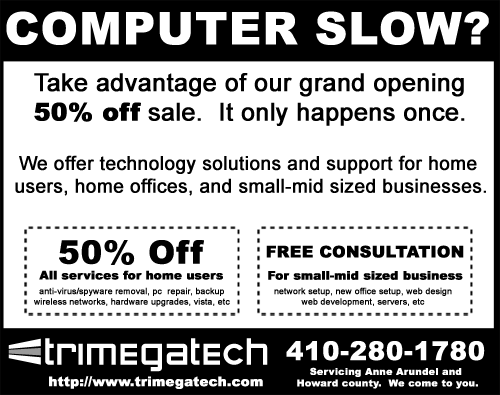 COMPUTER SLOW?
Take advantage of our grand opening
50% off sale.  It only happens once.
We offer technology solutions and support for home
users, home offices, and small-mid sized businesses.
50% Off
All services for home users
anti-virus/spyware removal, pc  repair, backup
wireless networks, hardware upgrades, vista, etc
FREE CONSULTATION
For small-mid sized business
network setup, new office setup, web design
web development, servers, etc
trimegatech
http://www.trimegatech.com
410-280-1780
Servicing Anne Arundel and
Howard county.  We come to you.